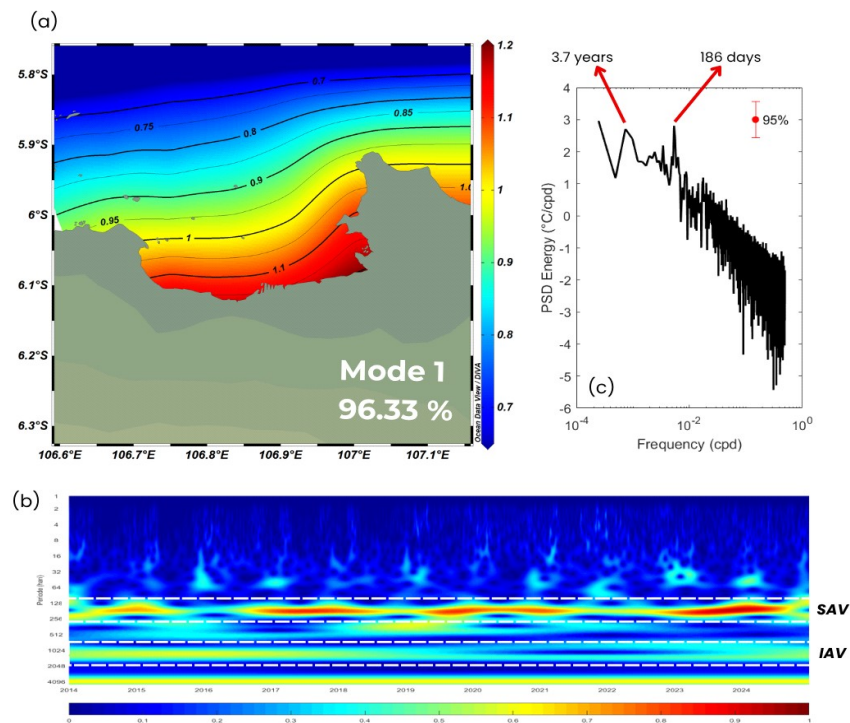 (a)
5.8°S
5.9°S
6°S
6.1°S
6.2°S
6.3°S
106.6°E 106.7°E 106.8°E 106.9°E 107°E 107.1°E
0.7
0.75
0.8
0.85
0.9
0.95
1
1.1
Mode 1
96.33 %
Ocean Data View / DIVA
1.2
1.1
1
0.9
0.8
0.7
3.7 years
186 days
95%
4
3
2
1
0
-1
-2
-3
-4
-5
-6
PSD Energy (°C/cpd)
(c)
10-4 10-2 100
Frequency (cpd)
(b)
Periode(hari)
1
2
4
8
16
32
64
128
256
512
1024
2048
4096
SAV
IAV
2014 2015 2016 2017 2018 2019 2020 2021 2022 2023 2024
0 0.1 0.2 0.3 0.4 0.5 0.6 0.7 0.8 0.9 1